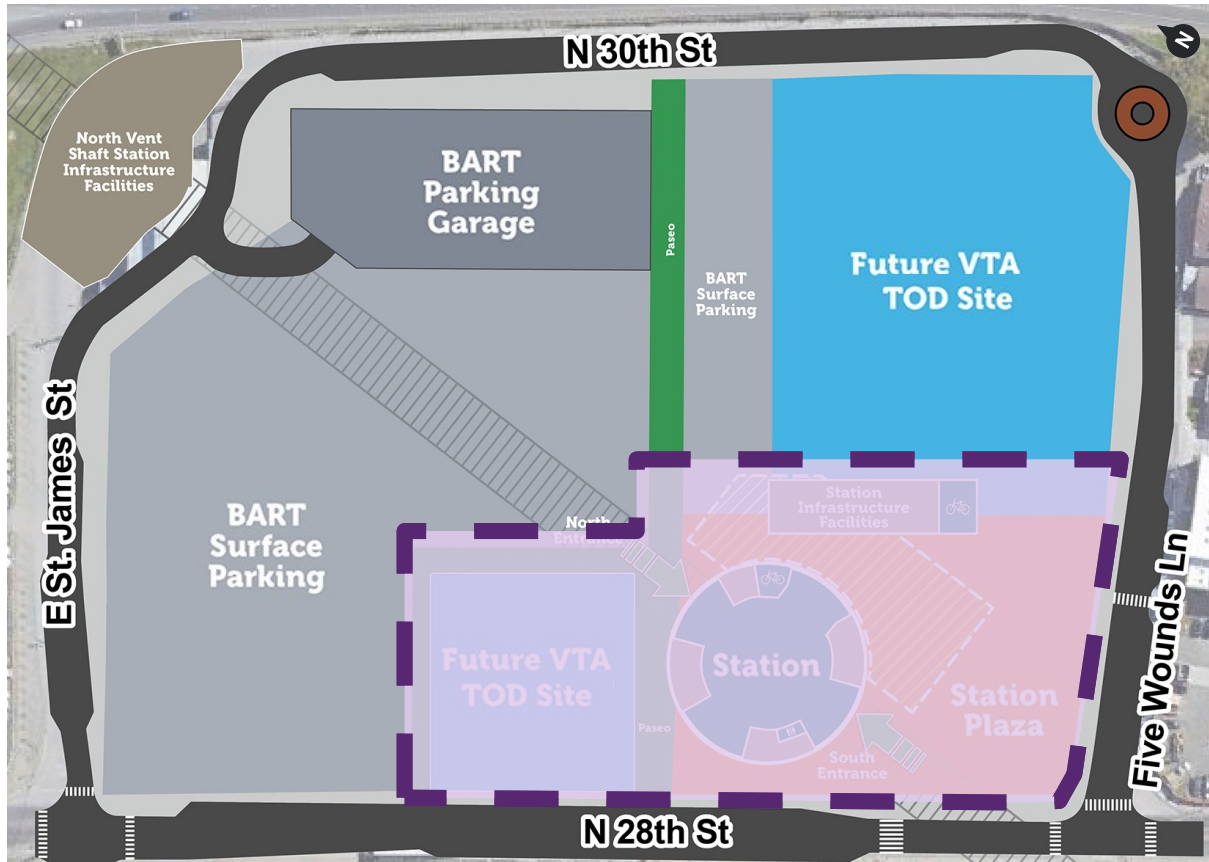 N 30th St
N
North Vent
Shaft Station
Infrastructure
Facilities
BART
Parking
Garage
Paseo
BART
Surface
Parking
Future VTA
TOD Site
E St. James St
BART
Surface
Parking
North
Entrance
Station
Infrastructure
Facilities
Future VTA
TOD Site
Paseo
Station
Station
Plaza
South
Entrance
Five Wounds Ln
N 28th St